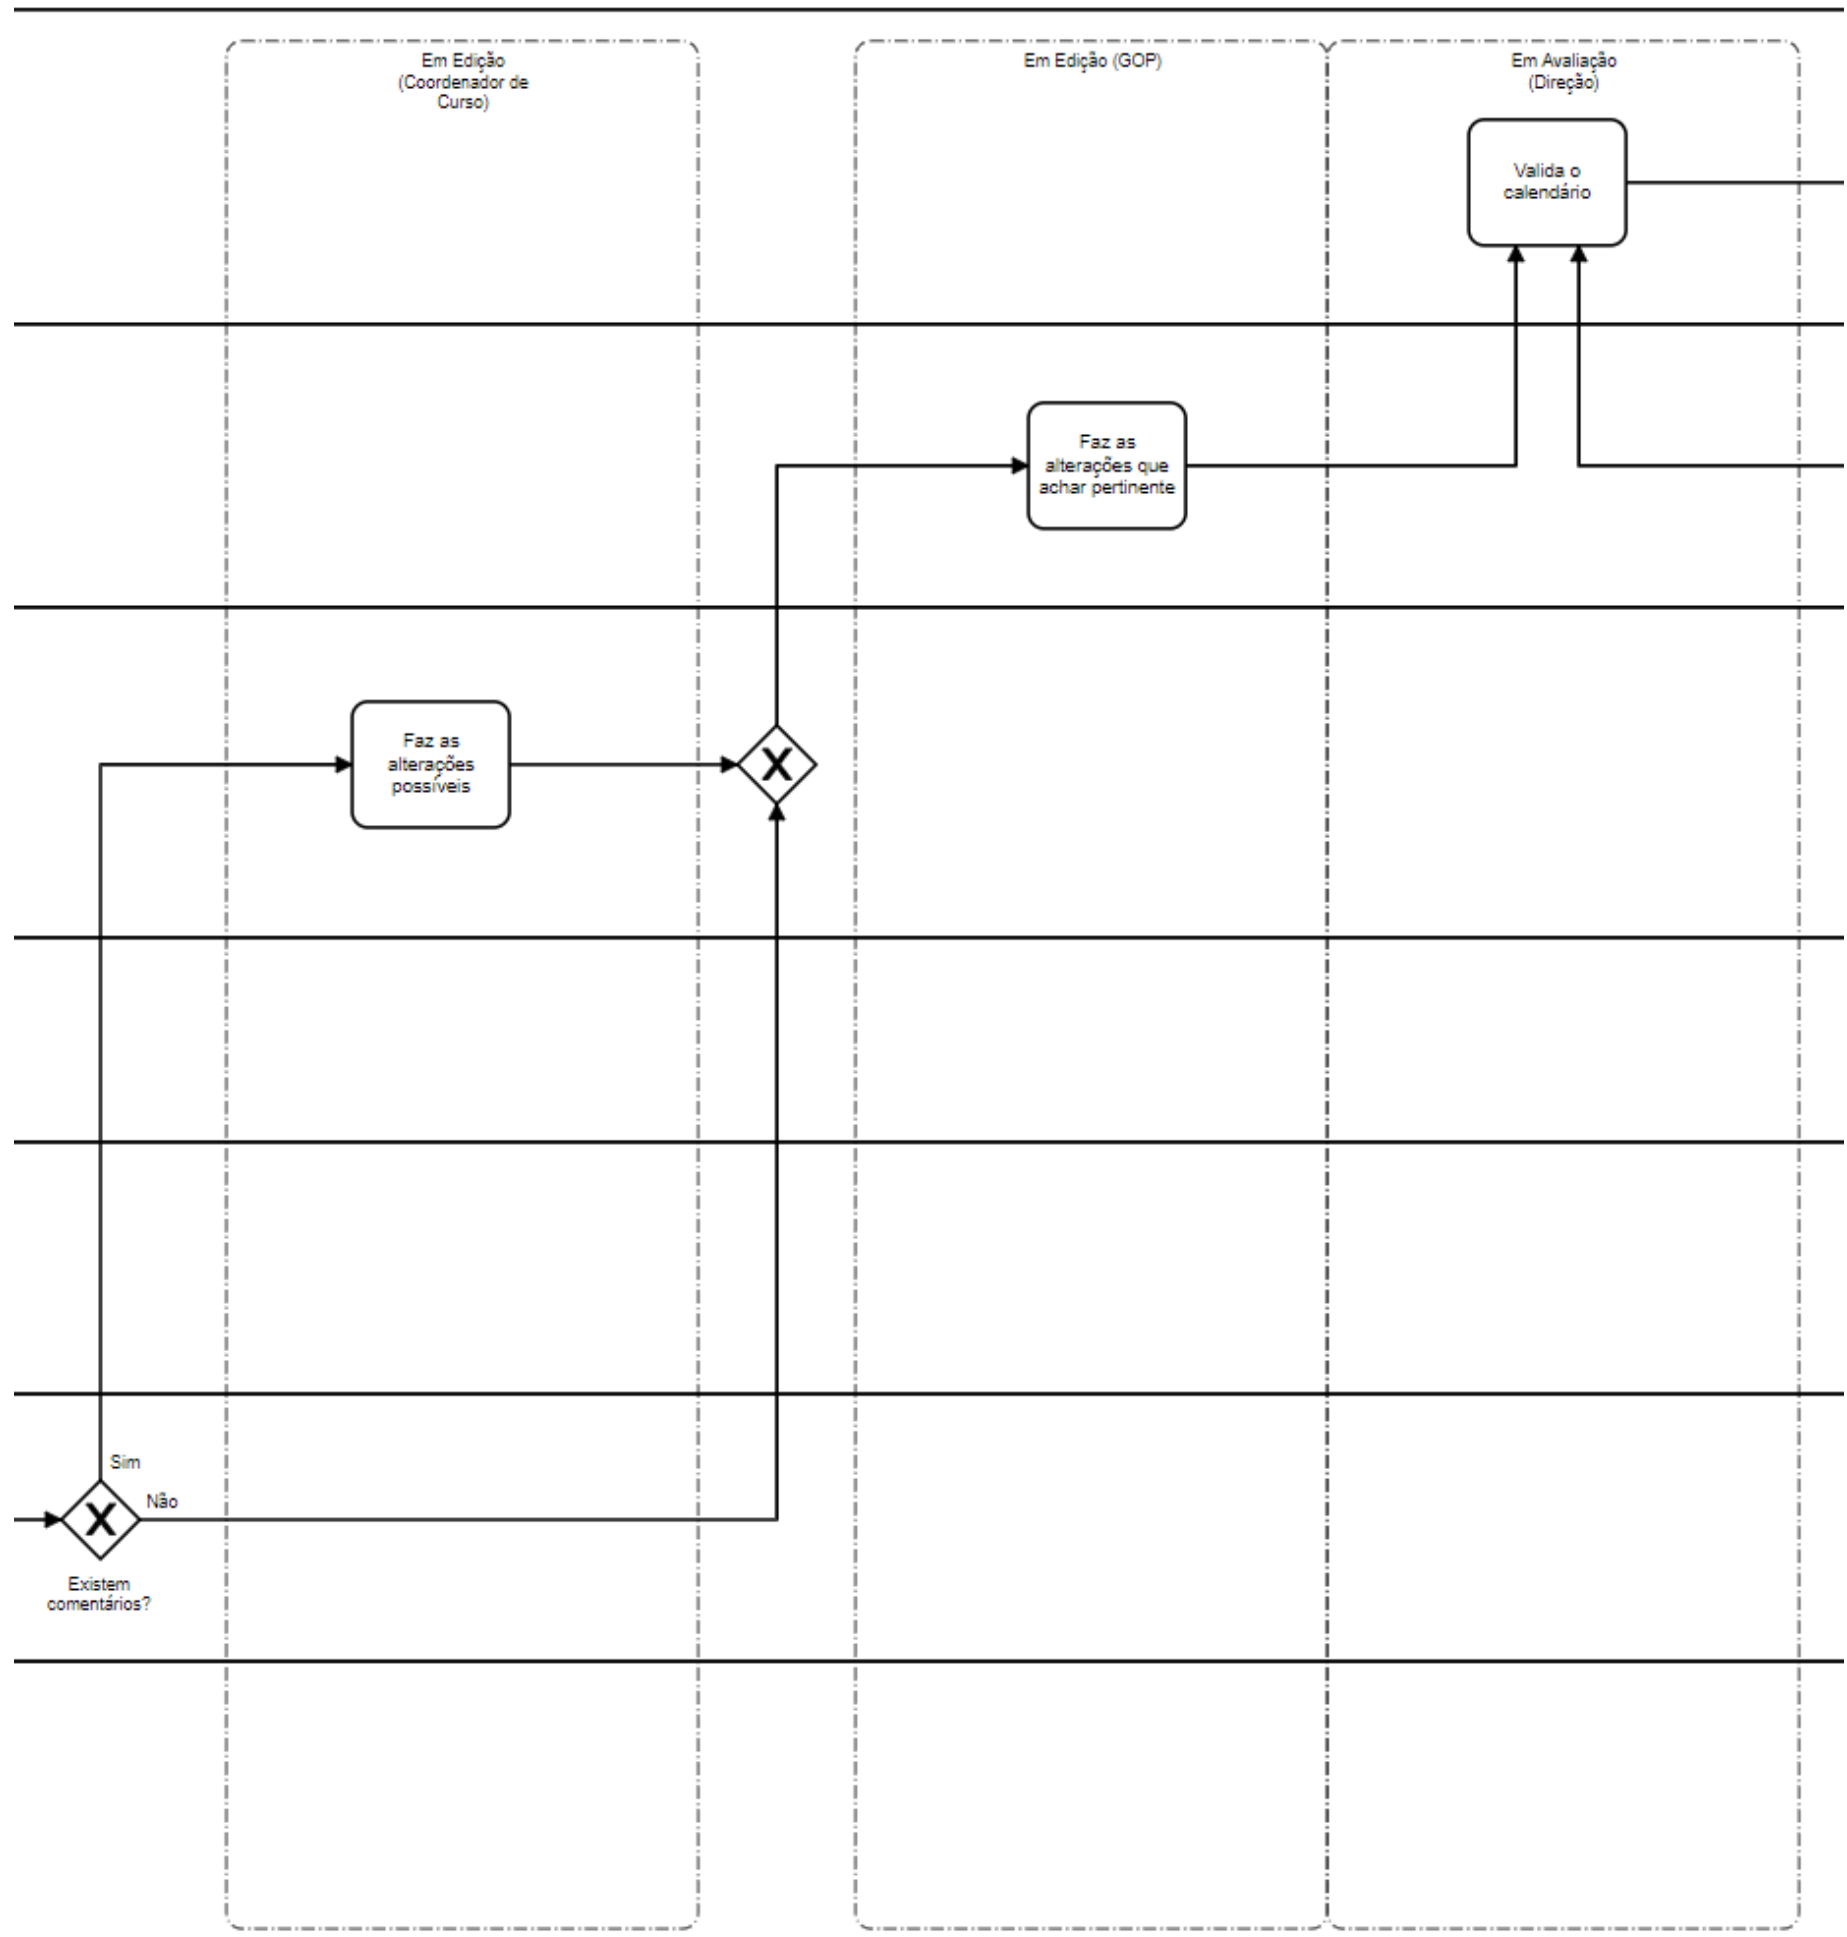 Em Edição
(Coordenador de
Curso)
Em Edição (GOP)
Em Avaliação
(Direção)
Valida o
calendário
Faz as
alterações que
achar pertinente
Faz as
alterações
possíveis
X
Sim
Não
X
Existem
comentários?